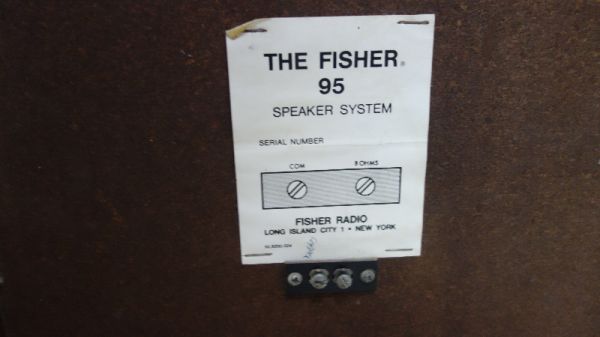 THE FISHER®
95
SPEAKER SYSTEM
SERIAL NUMBER
COM 8 OHMS
FISHER RADIO
LONG ISLAND CITY 1 • NEW YORK